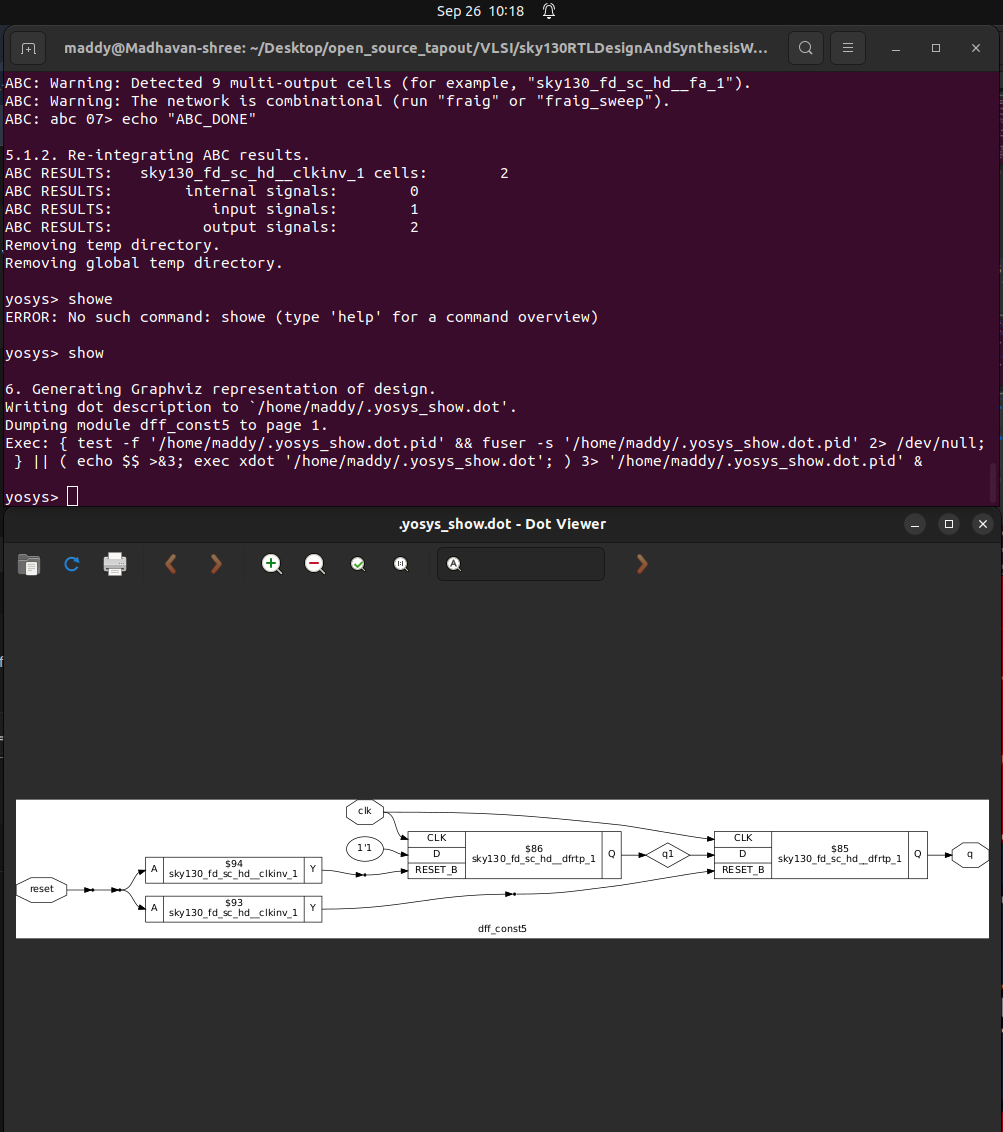 Sep 26 10:18
maddy@Madhavan-shree: ~/Desktop/open_source_tapout/VLSI/sky130RTLDesignAndSynthesisW...
ABC: Warning: Detected 9 multi-output cells (for example, "sky130_fd_sc_hd__fa_1").
ABC: Warning: The network is combinational (run "fraig" or "fraig_sweep").
ABC: abc 07> echo "ABC_DONE"
5.1.2. Re-integrating ABC results.
ABC RESULTS:   sky130_fd_sc_hd__clkinv_1 cells:        2
ABC RESULTS:        internal signals:        0
ABC RESULTS:           input signals:        1
ABC RESULTS:          output signals:        2
Removing temp directory.
Removing global temp directory.
yosys> showe
ERROR: No such command: showe (type 'help' for a command overview)
yosys> show
6. Generating Graphviz representation of design.
Writing dot description to `/home/maddy/.yosys_show.dot'.
Dumping module dff_const5 to page 1.
Exec: { test -f '/home/maddy/.yosys_show.dot.pid' && fuser -s '/home/maddy/.yosys_show.dot.pid' 2> /dev/null;
 } || ( echo $$ >&3; exec xdot '/home/maddy/.yosys_show.dot'; ) 3> '/home/maddy/.yosys_show.dot.pid' &
yosys>
.yosys_show.dot - Dot Viewer
clk
1'1
CLK
D
RESET_B
$86
sky130_fd_sc_hd__dfrtp_1
Q
q1
CLK
D
RESET_B
$85
sky130_fd_sc_hd__dfrtp_1
Q
q
reset
A
$94
sky130_fd_sc_hd__clkinv_1
Y
A
$93
sky130_fd_sc_hd__clkinv_1
Y
dff_const5